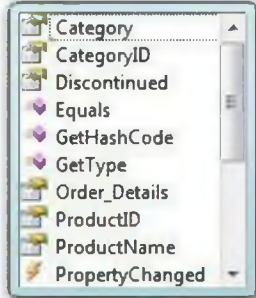 Category
CategoryID
Discontinued
Equals
GetHashCode
GetType
Order_Details
ProductID
ProductName
PropertyChanged